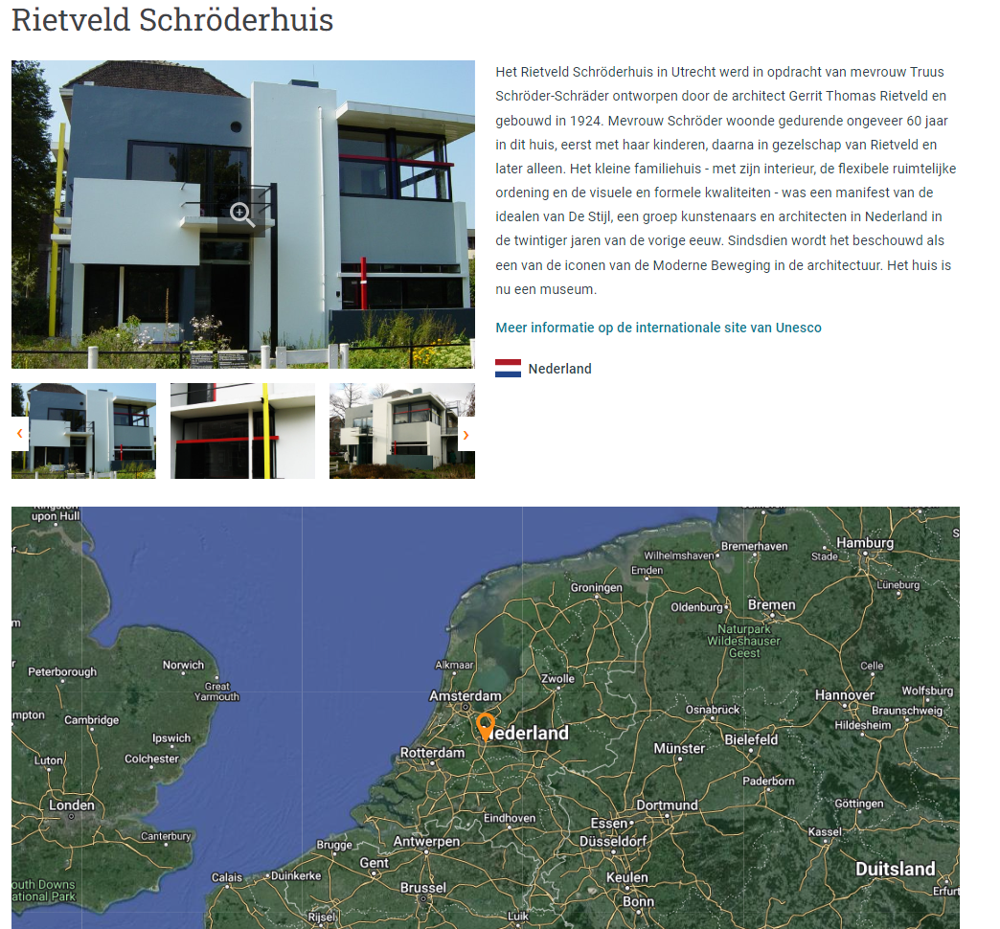 Rietveld Schröderhuis
Het Rietveld Schröderhuis in Utrecht werd in opdracht van mevrouw Truus
Schröder-Schräder ontworpen door de architect Gerrit Thomas Rietveld en
gebouwd in 1924. Mevrouw Schröder woonde gedurende ongeveer 60 jaar
in dit huis, eerst met haar kinderen, daarna in gezelschap van Rietveld en
later alleen. Het kleine familiehuis - met zijn interieur, de flexibele ruimtelijke
ordening en de visuele en formele kwaliteiten - was een manifest van de
idealen van De Stijl, een groep kunstenaars en architecten in Nederland in
de twintiger jaren van de vorige eeuw. Sindsdien wordt het beschouwd als
een van de iconen van de Moderne Beweging in de architectuur. Het huis is
nu een museum.
Meer informatie op de internationale site van Unesco
Nederland
upon Hull
Hamburg
Bremerhaven
Wilhelmshaven
Stade
Emden
Groningen
Lüneburg
Oldenburg
Bremen
Naturpark
Wildeshauser
Geest
Norwich
Alkmaar
Celle
Peterborough
Zwolle
Great
Yarmouth
Amsterdam
Hannover
Wolfsburg
Osnabrück
Braunschweig
Cambridge
Hildesheim
Ipswich
ederland
Bielefeld
Münster
Rotterdam
Luton
Colchester
Paderborn
Londen
Dortmund
Göttingen
Eindhoven
Essen
Canterbury
Kassel
Brugge
Antwerpen
Düsseldorf
Gent
Duitsland
Calais
Duinkerke
Keulen
Brussel
outh Downs
ational Park
Erfurt
Bonn
Rijsel
Luik